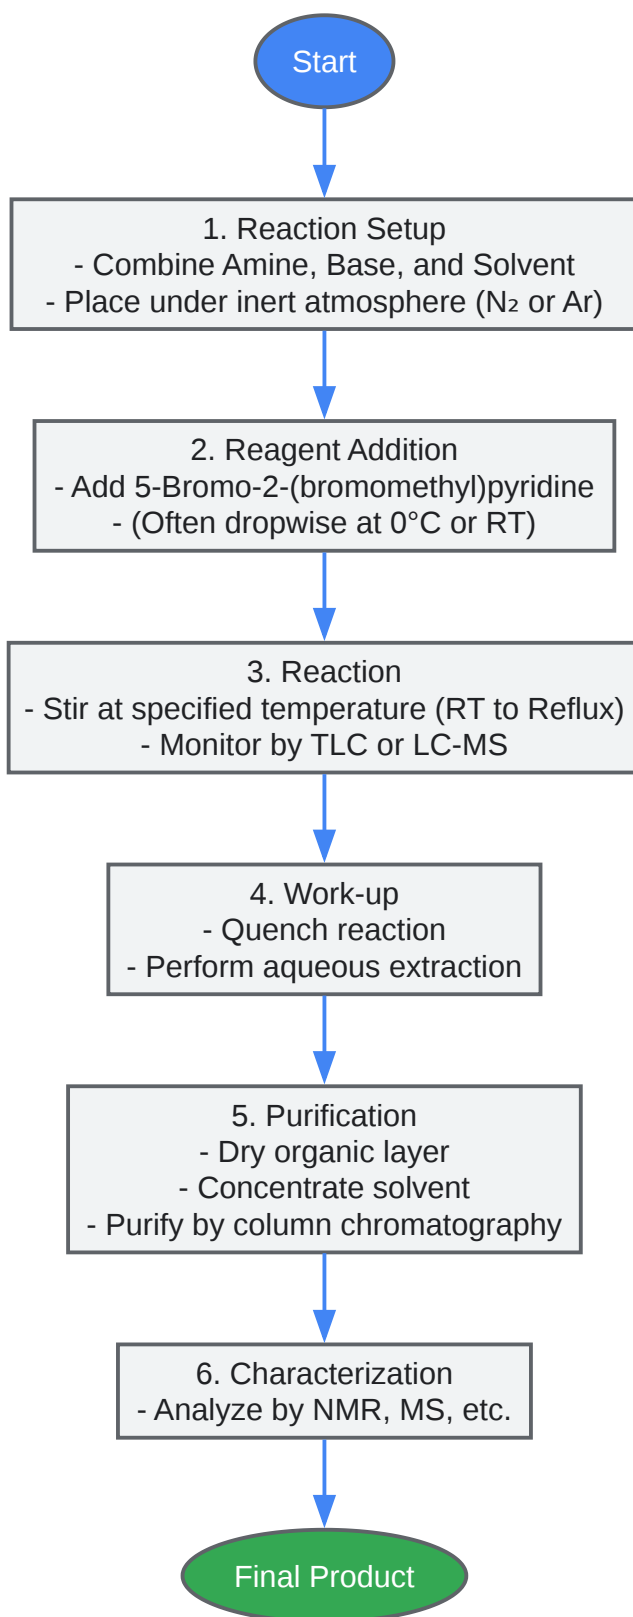 Start
1. Reaction Setup
- Combine Amine, Base, and Solvent
- Place under inert atmosphere (N₂ or Ar)
2. Reagent Addition
- Add 5-Bromo-2-(bromomethyl)pyridine
- (Often dropwise at 0°C or RT)
3. Reaction
- Stir at specified temperature (RT to Reflux)
- Monitor by TLC or LC-MS
4. Work-up
- Quench reaction
- Perform aqueous extraction
5. Purification
- Dry organic layer
- Concentrate solvent
- Purify by column chromatography
6. Characterization
- Analyze by NMR, MS, etc.
Final Product